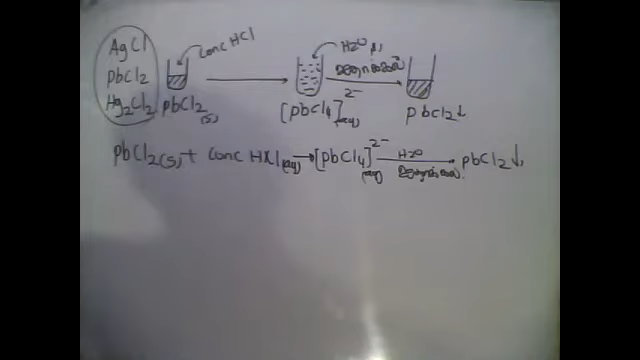 AgCl
PbCl2
Hg2Cl2
conc HCl
PbCl2(s)
[PbCl4]2-(aq)
H2O
PbCl2↓
PbCl2(s) + Conc HCl(aq) → [PbCl4]2-(aq) H2O → PbCl2↓